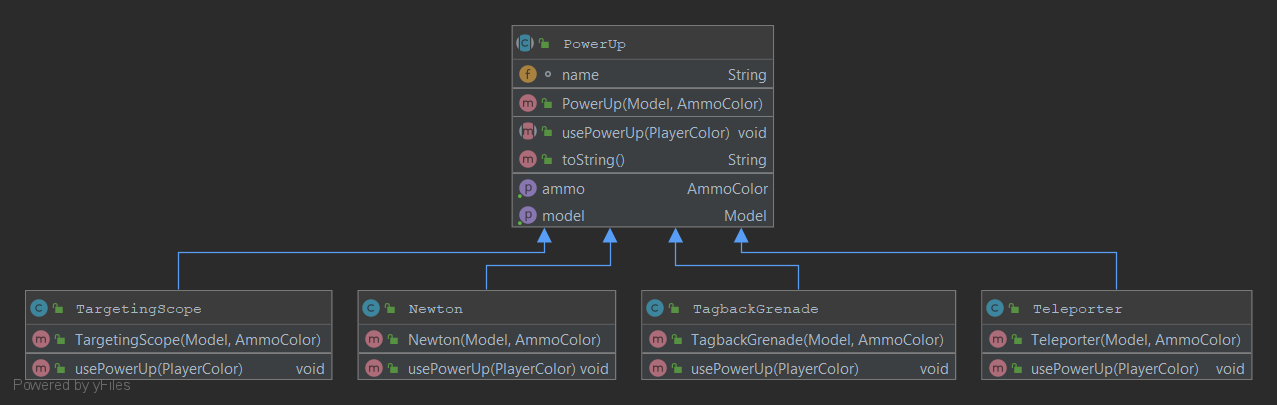 PowerUp
name String
PowerUp(Model, AmmoColor)
usePowerUp(PlayerColor) void
toString() String
ammo AmmoColor
model Model
TargetingScope
TargetingScope(Model, AmmoColor)
usePowerUp(PlayerColor) void
Newton
Newton(Model, AmmoColor)
usePowerUp(PlayerColor) void
TagbackGrenade
TagbackGrenade(Model, AmmoColor)
usePowerUp(PlayerColor) void
Teleporter
Teleporter(Model, AmmoColor)
usePowerUp(PlayerColor) void
Powered by yFiles